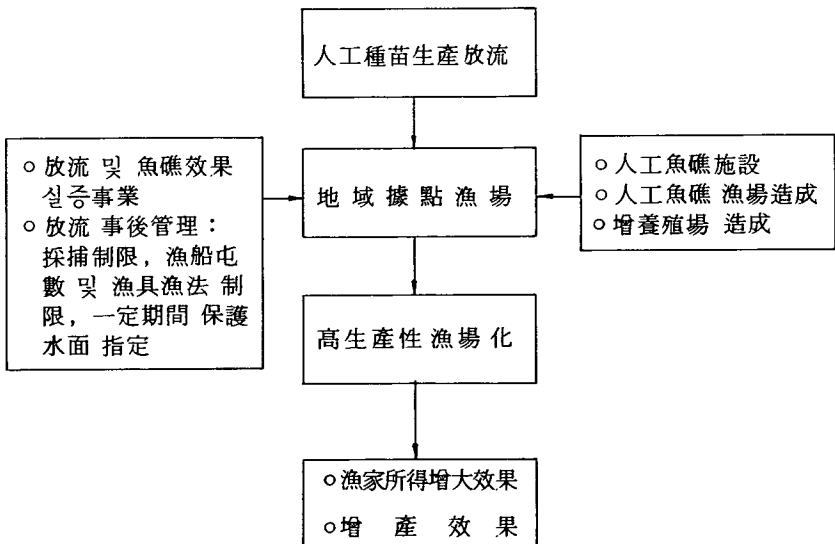 人工種苗生產放流
○ 放流 및 魚礁效果
실증事業
○ 放流 事後管理 :
採捕制限, 漁船屯
數 및 漁具漁法 制
限, 一定期間 保護
水面 指定
地域據點漁場
○ 人工魚礁施設
○ 人工魚礁 漁場造成
○ 增養殖場 造成
高生產性漁場化
○ 漁家所得增大效果
○ 增產效果